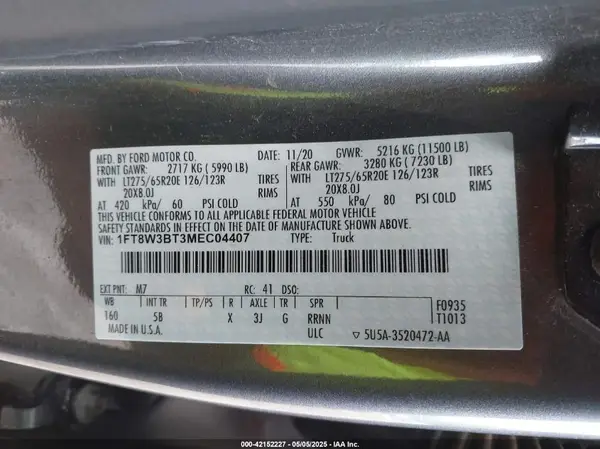 MFD. BY FORD MOTOR CO. DATE: 11/20 GVWR: 5216 KG (11500 LB)
FRONT GAWR: 2717 KG (5990 LB) REAR GAWR: 3280 KG (7230 LB)
WITH LT275/65R20E 126/123R TIRES WITH LT275/65R20E 126/123R TIRES
20X8.0J 20X8.0J
AT 420 kPa/ 60 PSI COLD AT 550 kPa/ 80 PSI COLD
THIS VEHICLE CONFORMS TO ALL APPLICABLE FEDERAL MOTOR VEHICLE
SAFETY STANDARDS IN EFFECT ON THE DATE OF MANUFACTURE SHOWN ABOVE.
VIN: 1FT8W3BT3MEC04407 TYPE: Truck
EXT PNT: M7 RC: 41 DSO:
WB INT TR TP/PS R AXLE TR SPR F0935
160 5B X 3J G RRNN T1013
MADE IN U.S.A. ULC ▽ 5U5A-3520472-AA
000-42152227 - 05/05/2025 - IAA Inc.